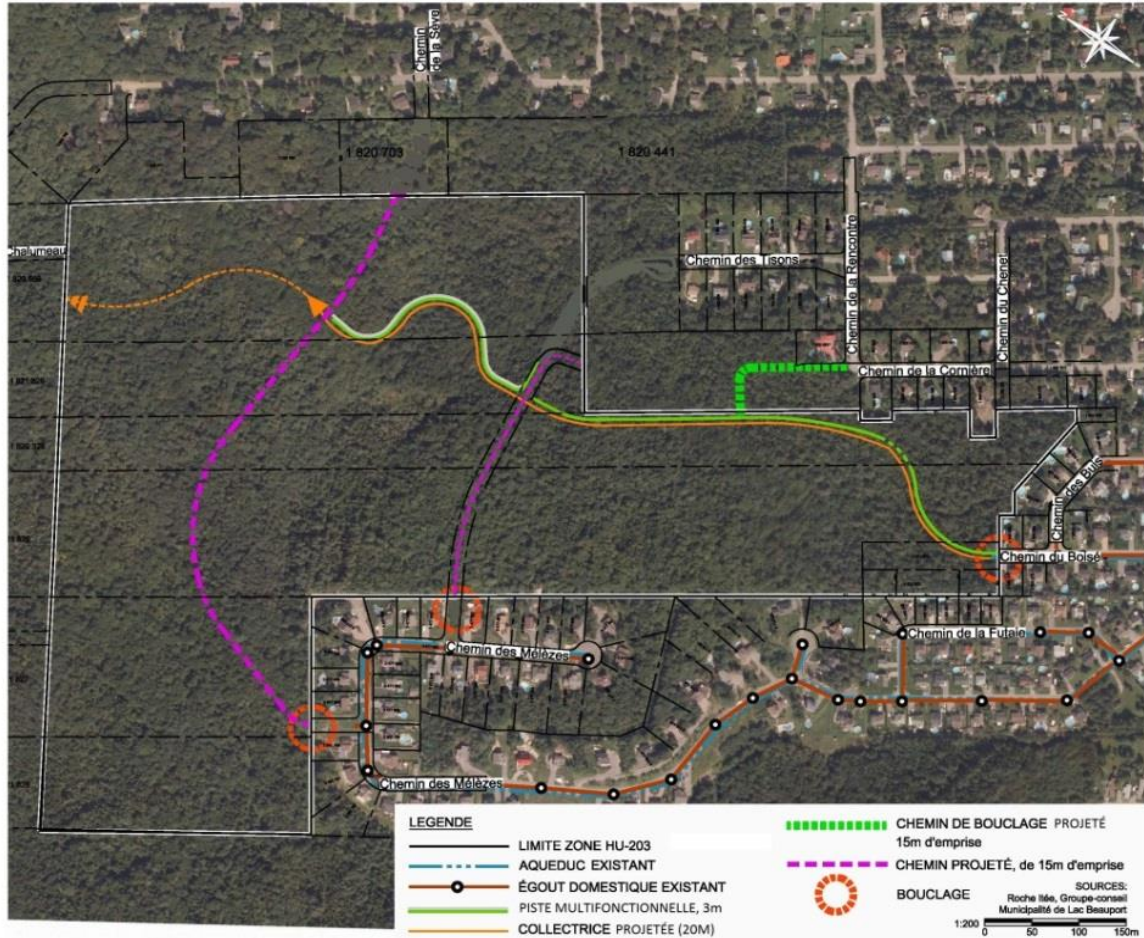 Chemin
de la Sève
1 820 703
1 820 441
Chalumeau
Chemin des Tisons
Chemin de la Rencontre
Chemin du Chenet
Chemin de la Cornière
Chemin des Buis
Chemin du Boisé
Chemin de la Futaie
Chemin des Mélèzes
Chemin des Mélèzes
LEGENDE
LIMITE ZONE HU-203
AQUEDUC EXISTANT
ÉGOUT DOMESTIQUE EXISTANT
PISTE MULTIFONCTIONNELLE, 3m
COLLECTRICE PROJETÉE (20M)
CHEMIN DE BOUCLAGE PROJETÉ
15m d'emprise
CHEMIN PROJETÉ, de 15m d'emprise
BOUCLAGE
SOURCES:
Roche ltée, Groupe-conseil
Municipalité de Lac Beauport
1:200
0 50 100 150m